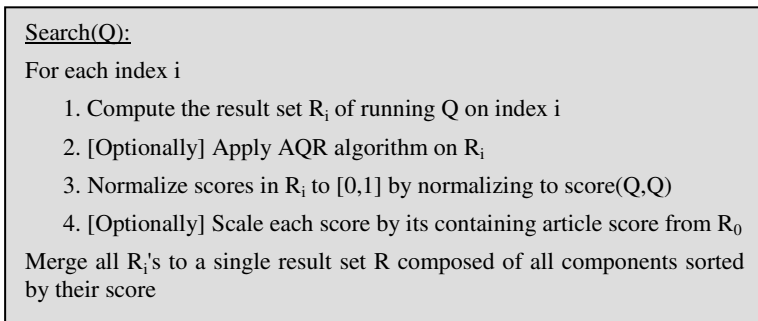 Search(Q):
For each index i
1. Compute the result set Ri of running Q on index i
2. [Optionally] Apply AQR algorithm on Ri
3. Normalize scores in Ri to [0,1] by normalizing to score(Q,Q)
4. [Optionally] Scale each score by its containing article score from R0
Merge all Ri's to a single result set R composed of all components sorted
by their score